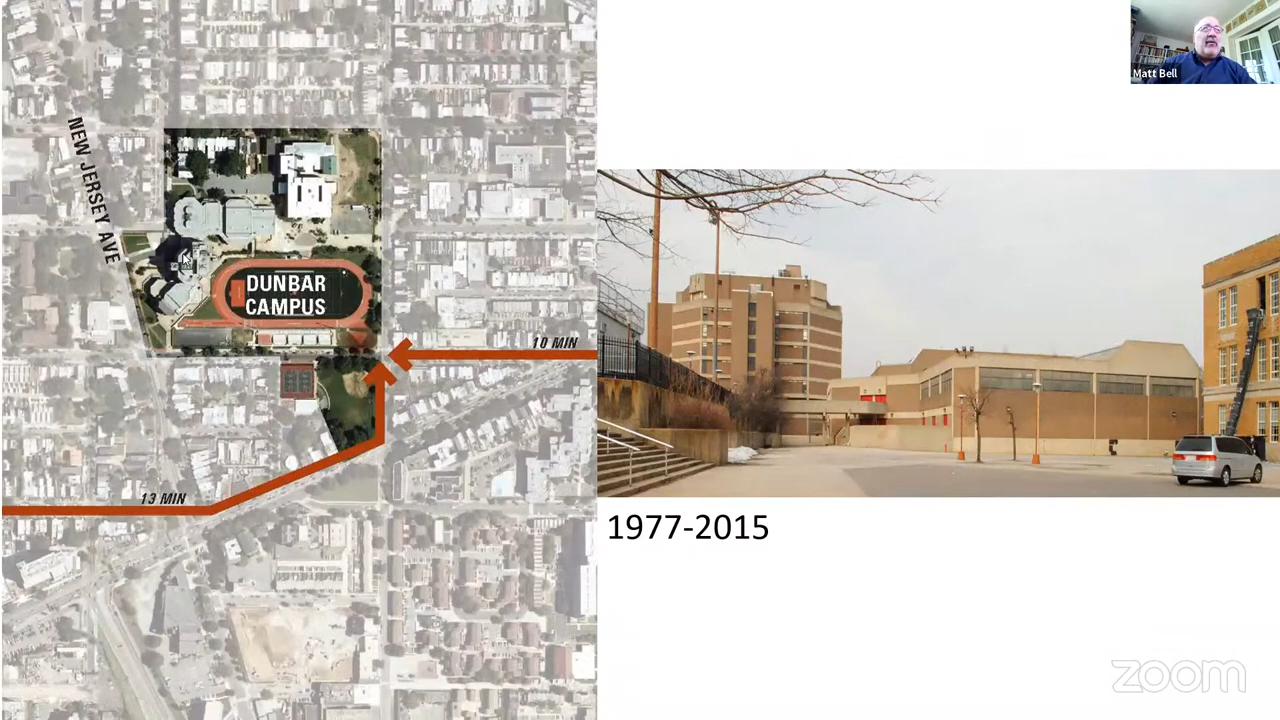 Matt Bell
NEW JERSEY AVE
DUNBAR
CAMPUS
10 MIN
13 MIN
1977-2015
zoom